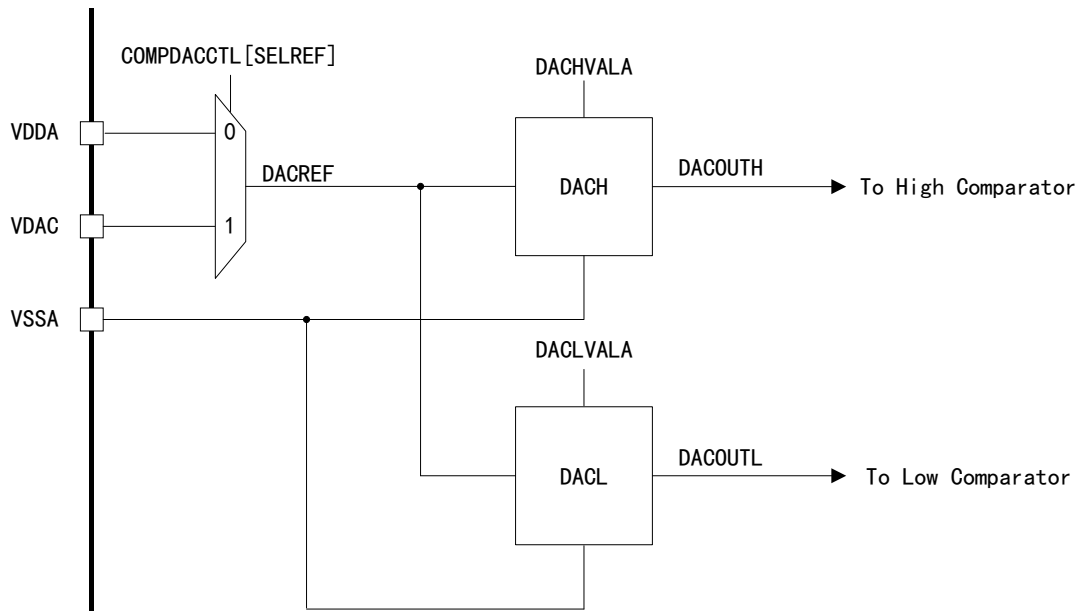 COMPDACCTL[SELREF]
DACHVALA
VDDA
0
DACREF
DACH
DACOUTH
To High Comparator
VDAC
1
VSSA
DACLVALA
DACL
DACOUTL
To Low Comparator